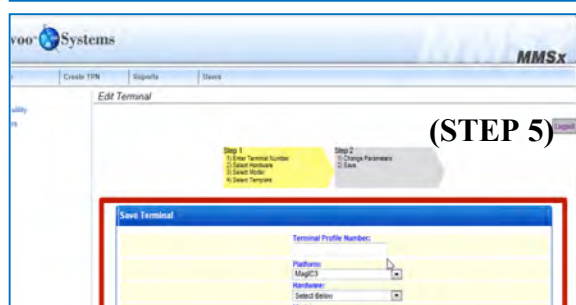 voo Systems
MMSx
Create TPN Reports Users
Edit Terminal
(STEP 5)
Logout
Step 1
1) Enter Terminal Number
2) Select Hardware
3) Select Model
4) Select Template
Step 2
1) Change Parameters
2) Save
Save Terminal
Terminal Profile Number:
Platform:
MagIC3
Hardware:
Select Below